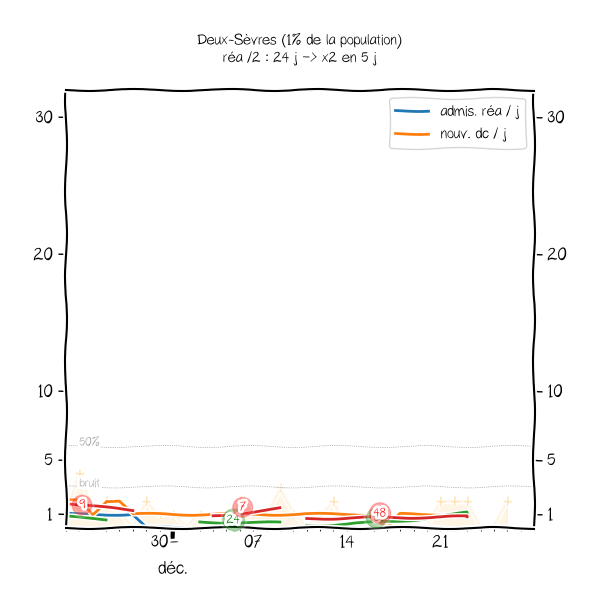 Deux-Sèvres (1% de la population)
réa /2 : 24 j -> x2 en 5 j
admis. réa / j
nouv. dc / j
30 30
20 20
10 10
50%
5 5
bruit
9 7 48
24
1 1
30 07 14 21
déc.